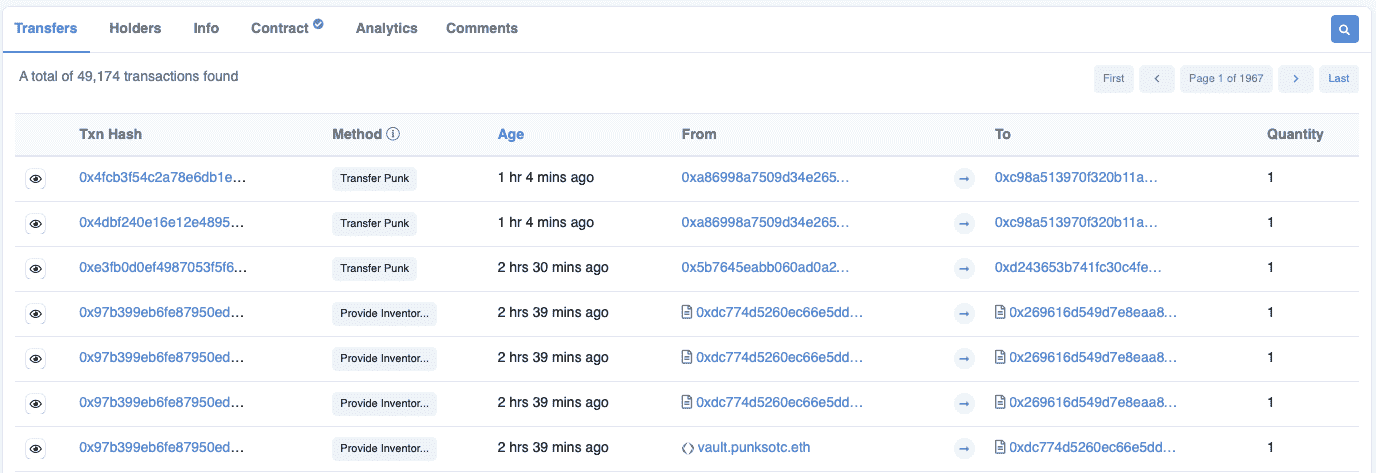 Transfers Holders Info Contract Analytics Comments
A total of 49,174 transactions found First Page 1 of 1967 Last
Txn Hash Method Age From To Quantity
0x4fcb3f54c2a78e6db1e... Transfer Punk 1 hr 4 mins ago 0xa86998a7509d34e265... → 0xc98a513970f320b11a... 1
0x4dbf240e16e12e4895... Transfer Punk 1 hr 4 mins ago 0xa86998a7509d34e265... → 0xc98a513970f320b11a... 1
0xe3fb0d0ef4987053f5f6... Transfer Punk 2 hrs 30 mins ago 0x5b7645eabb060ad0a2... → 0xd243653b741fc30c4fe... 1
0x97b399eb6fe87950ed... Provide Inventor... 2 hrs 39 mins ago 0xdc774d5260ec66e5dd... → 0x269616d549d7e8eaa8... 1
0x97b399eb6fe87950ed... Provide Inventor... 2 hrs 39 mins ago 0xdc774d5260ec66e5dd... → 0x269616d549d7e8eaa8... 1
0x97b399eb6fe87950ed... Provide Inventor... 2 hrs 39 mins ago 0xdc774d5260ec66e5dd... → 0x269616d549d7e8eaa8... 1
0x97b399eb6fe87950ed... Provide Inventor... 2 hrs 39 mins ago vault.punksotc.eth → 0xdc774d5260ec66e5dd... 1